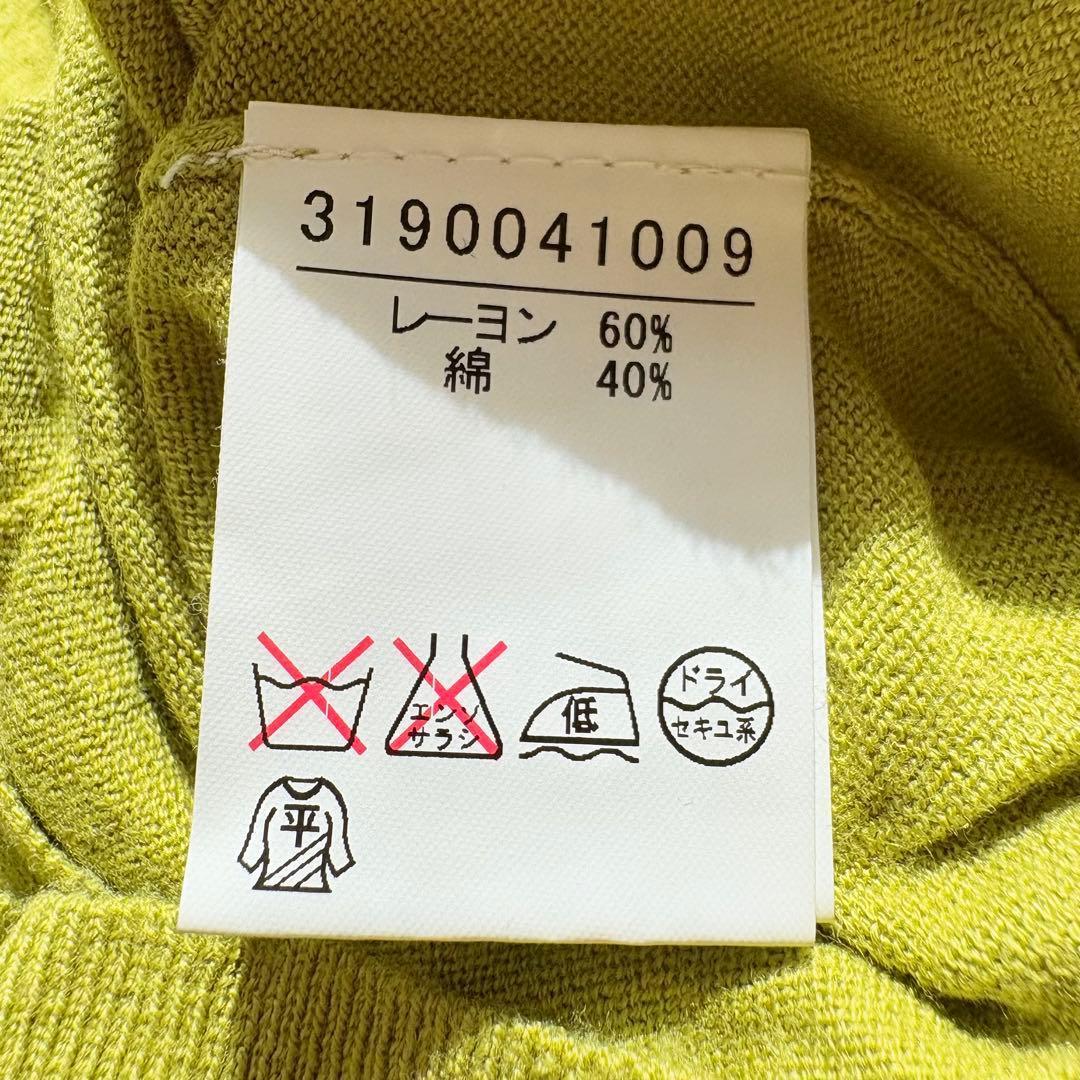 3190041009
レーヨン 60%
綿 40%
エンソ
サラシ
低
ドライ
セキユ系
平